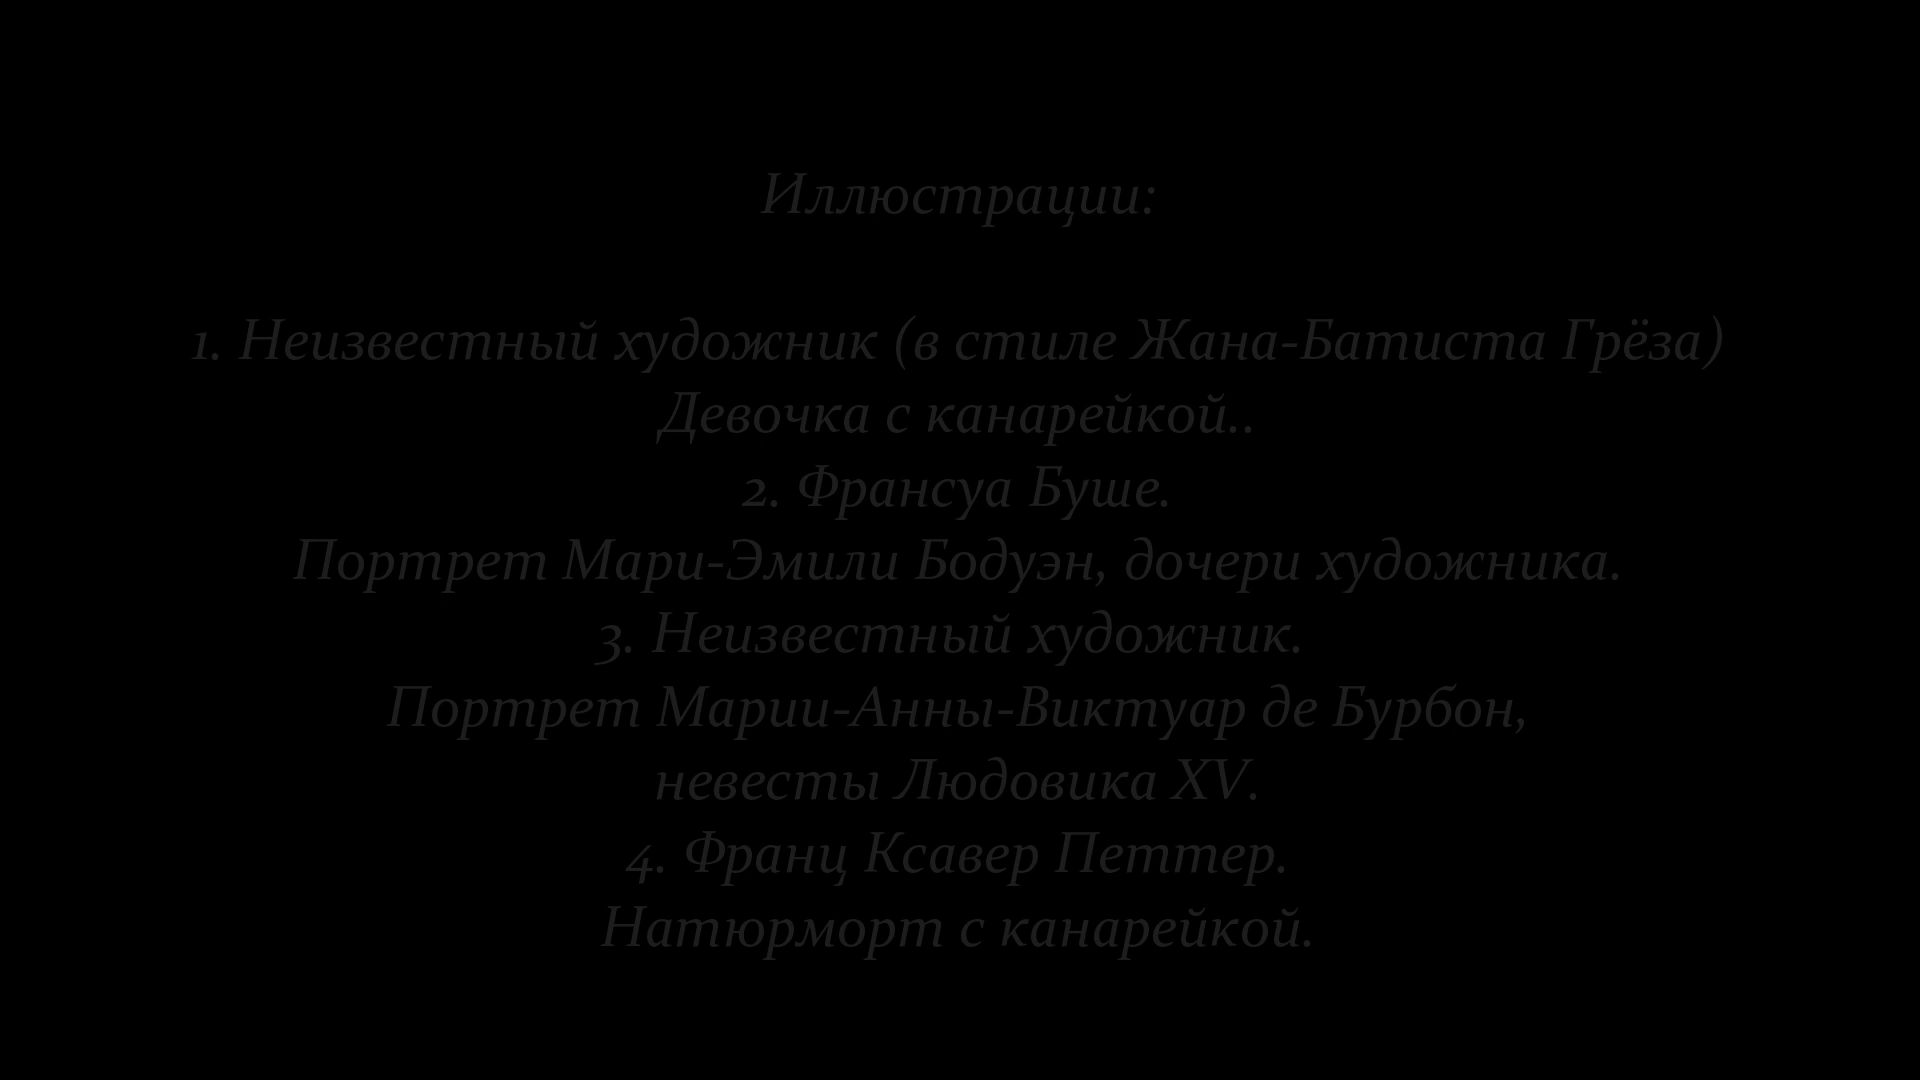 Иллюстрации:
1. Неизвестный художник (в стиле Жана-Батиста Грёза)
Девочка с канарейкой..
2. Франсуа Буше.
Портрет Мари-Эмили Бодуэн, дочери художника.
3. Неизвестный художник.
Портрет Марии-Анны-Виктуар де Бурбон,
невесты Людовика XV.
4. Франц Ксавер Петтер.
Натюрморт с канарейкой.